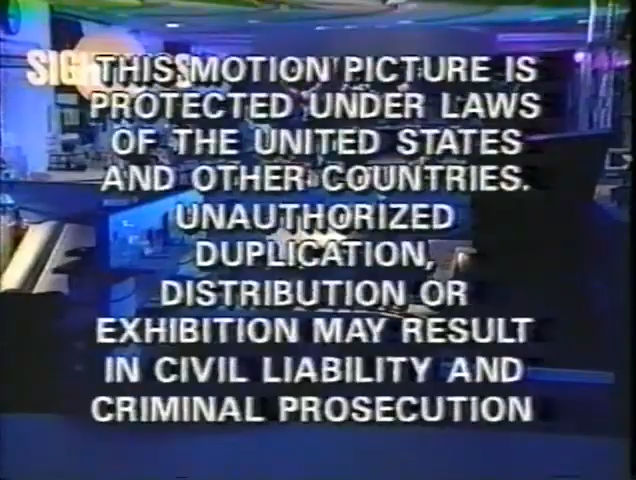 THIS MOTION PICTURE IS
PROTECTED UNDER LAWS
OF THE UNITED STATES
AND OTHER COUNTRIES.
UNAUTHORIZED
DUPLICATION,
DISTRIBUTION OR
EXHIBITION MAY RESULT
IN CIVIL LIABILITY AND
CRIMINAL PROSECUTION